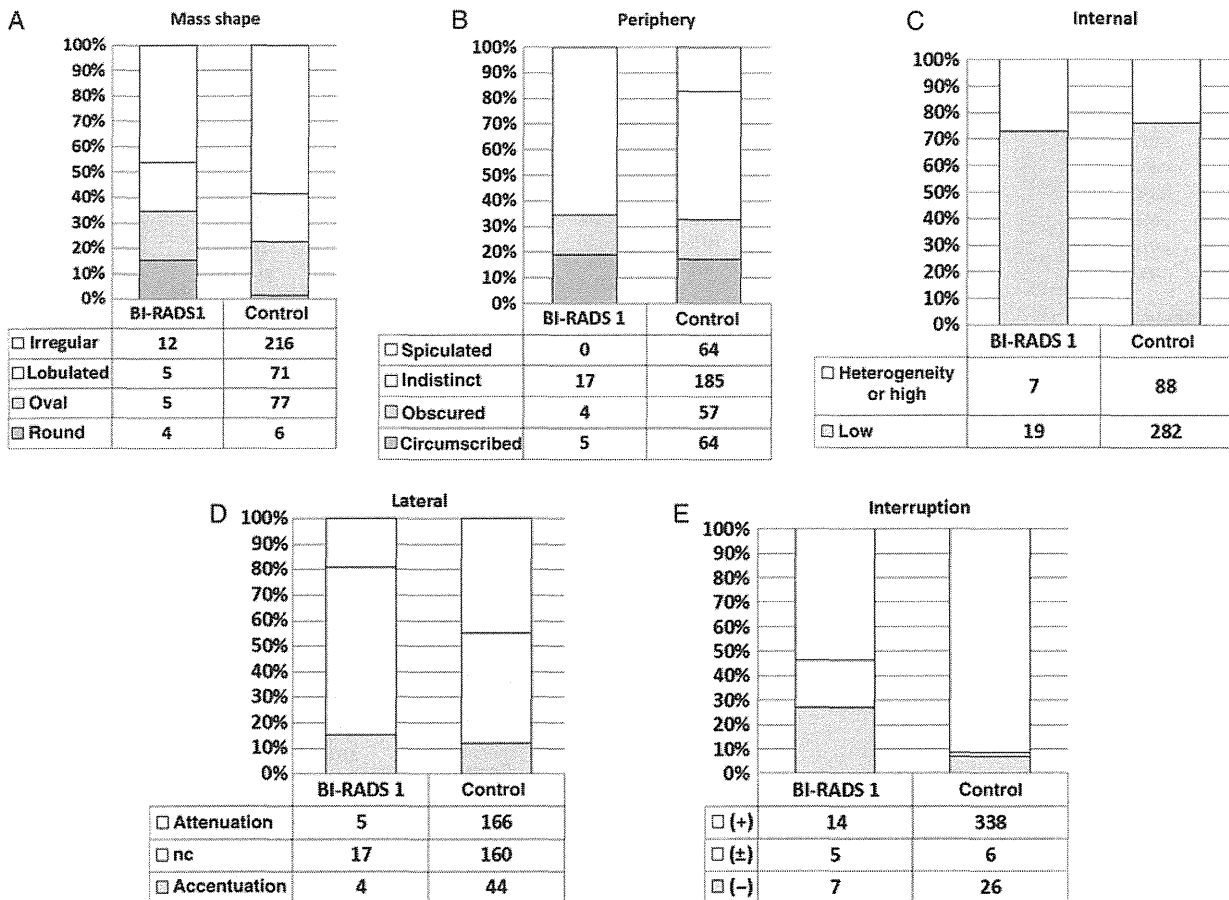 A
Mass shape
100%
90%
80%
70%
60%
50%
40%
30%
20%
10%
0%
BI-RADS1 Control
Irregular 12 216
Lobulated 5 71
Oval 5 77
Round 4 6
B
Periphery
100%
90%
80%
70%
60%
50%
40%
30%
20%
10%
0%
BI-RADS 1 Control
Spiculated 0 64
Indistinct 17 185
Obscured 4 57
Circumscribed 5 64
C
Internal
100%
90%
80%
70%
60%
50%
40%
30%
20%
10%
0%
BI-RADS 1 Control
Heterogeneity
or high 7 88
Low 19 282
D
Lateral
100%
90%
80%
70%
60%
50%
40%
30%
20%
10%
0%
BI-RADS 1 Control
Attenuation 5 166
nc 17 160
Accentuation 4 44
E
Interruption
100%
90%
80%
70%
60%
50%
40%
30%
20%
10%
0%
BI-RADS 1 Control
(+) 14 338
(±) 5 6
(−) 7 26